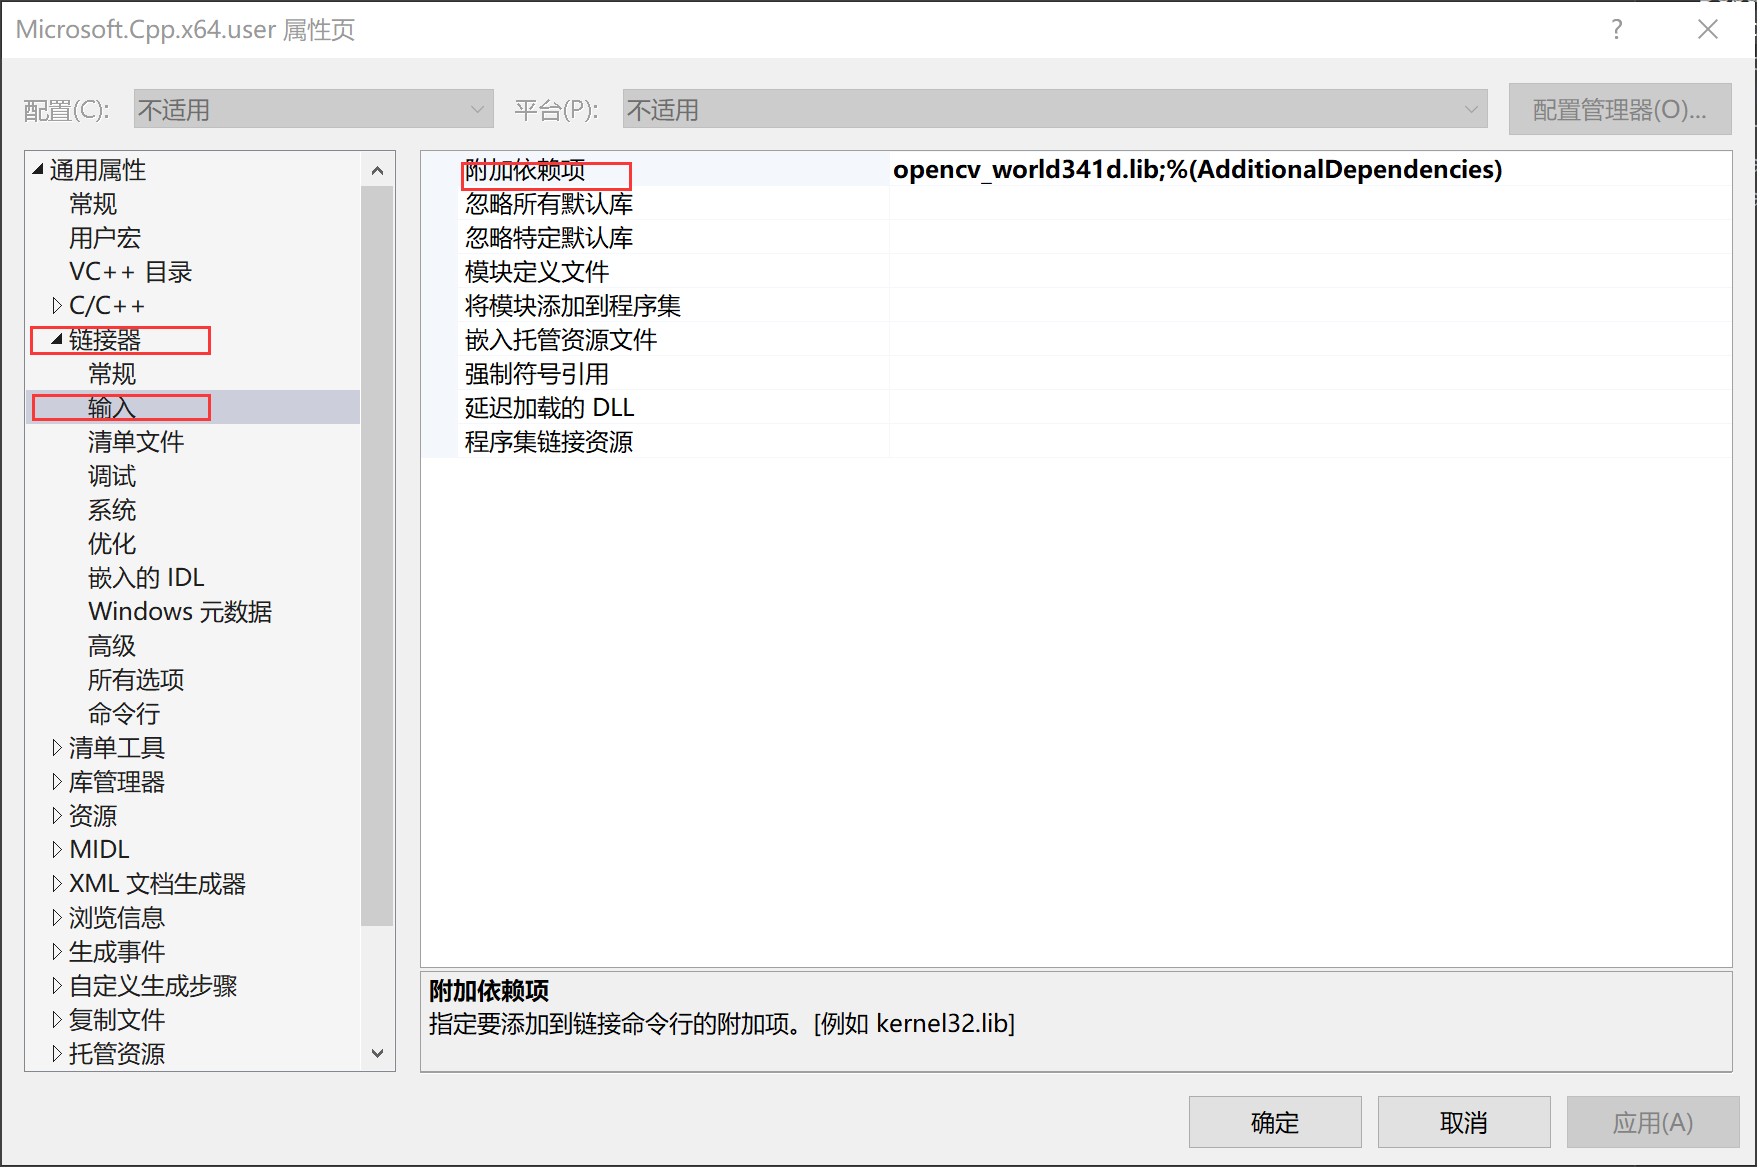 Microsoft.Cpp.x64.user 属性页
配置(C): 不适用 平台(P): 不适用 配置管理器(O)...
通用属性
常规
用户宏
VC++ 目录
C/C++
链接器
常规
输入
清单文件
调试
系统
优化
嵌入的 IDL
Windows 元数据
高级
所有选项
命令行
清单工具
库管理器
资源
MIDL
XML 文档生成器
浏览信息
生成事件
自定义生成步骤
复制文件
托管资源
附加依赖项 opencv_world341d.lib;%(AdditionalDependencies)
忽略所有默认库
忽略特定默认库
模块定义文件
将模块添加到程序集
嵌入托管资源文件
强制符号引用
延迟加载的 DLL
程序集链接资源
附加依赖项
指定要添加到链接命令行的附加项。[例如 kernel32.lib]
确定 取消 应用(A)